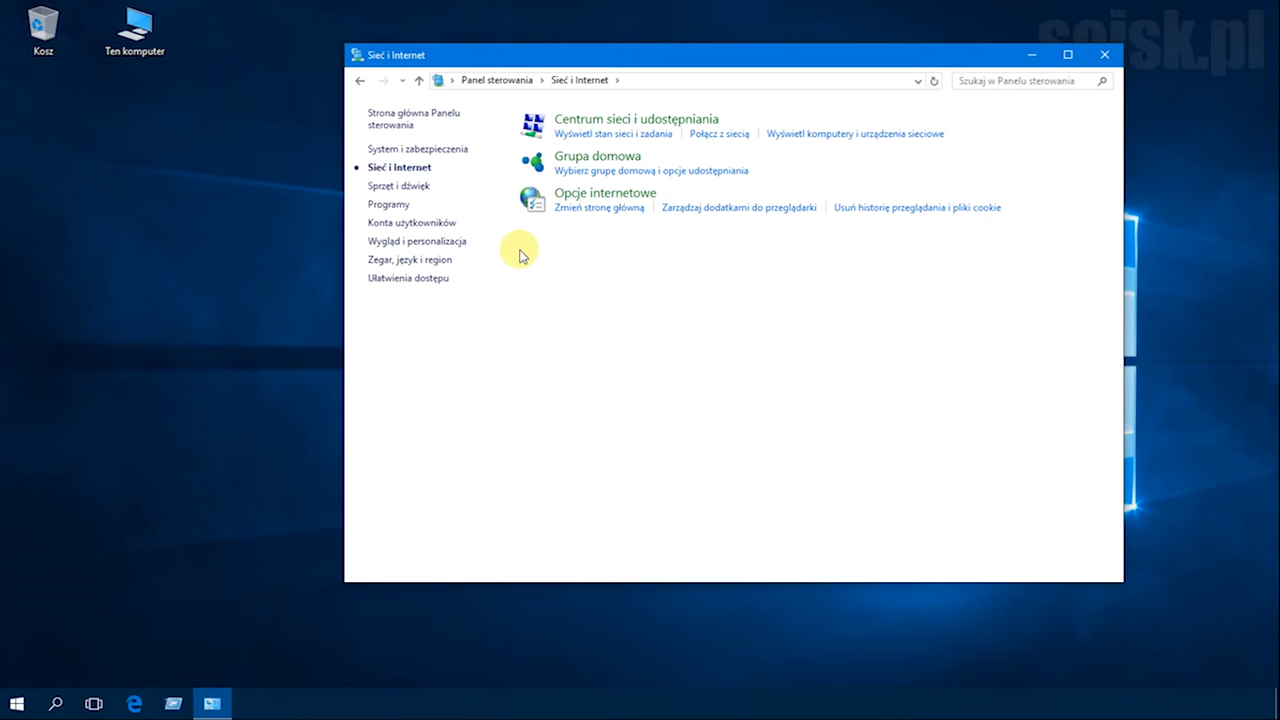 soisk.pl
Kosz
Ten komputer
Sieć i Internet
Panel sterowania
Sieć i Internet
Szukaj w Panelu sterowania
Strona główna Panelu
sterowania
System i zabezpieczenia
Sieć i Internet
Sprzęt i dźwięk
Programy
Konta użytkowników
Wygląd i personalizacja
Zegar, język i region
Ułatwienia dostępu
Centrum sieci i udostępniania
Wyświetl stan sieci i zadania
Połącz z siecią
Wyświetl komputery i urządzenia sieciowe
Grupa domowa
Wybierz grupę domową i opcje udostępniania
Opcje internetowe
Zmień stronę główną
Zarządzaj dodatkami do przeglądarki
Usuń historię przeglądania i pliki cookie